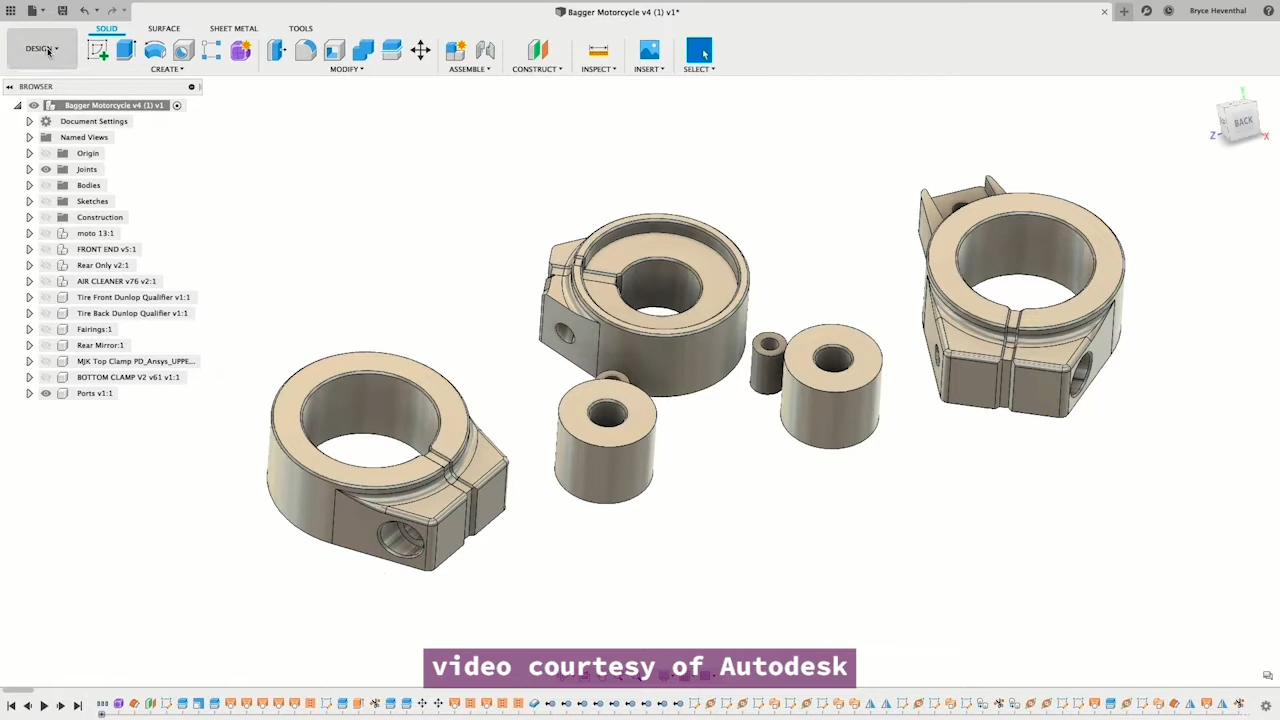 Bagger Motorcycle v4 (1) v1*
Bryce Heventhal
DESIGN
SOLID
SURFACE
SHEET METAL
TOOLS
CREATE
MODIFY
ASSEMBLE
CONSTRUCT
INSPECT
INSERT
SELECT
BROWSER
Bagger Motorcycle v4 (1) v1
Document Settings
Named Views
Origin
Joints
Bodies
Sketches
Construction
moto 13:1
FRONT END v5:1
Rear Only v2:1
AIR CLEANER v76 v2:1
Tire Front Dunlop Qualifier v1:1
Tire Back Dunlop Qualifier v1:1
Fairings:1
Rear Mirror:1
MJK Top Clamp PD_Ansys_UPPE...
BOTTOM CLAMP V2 v61 v1:1
Ports v1:1
Y
BACK
Z
X
video courtesy of Autodesk